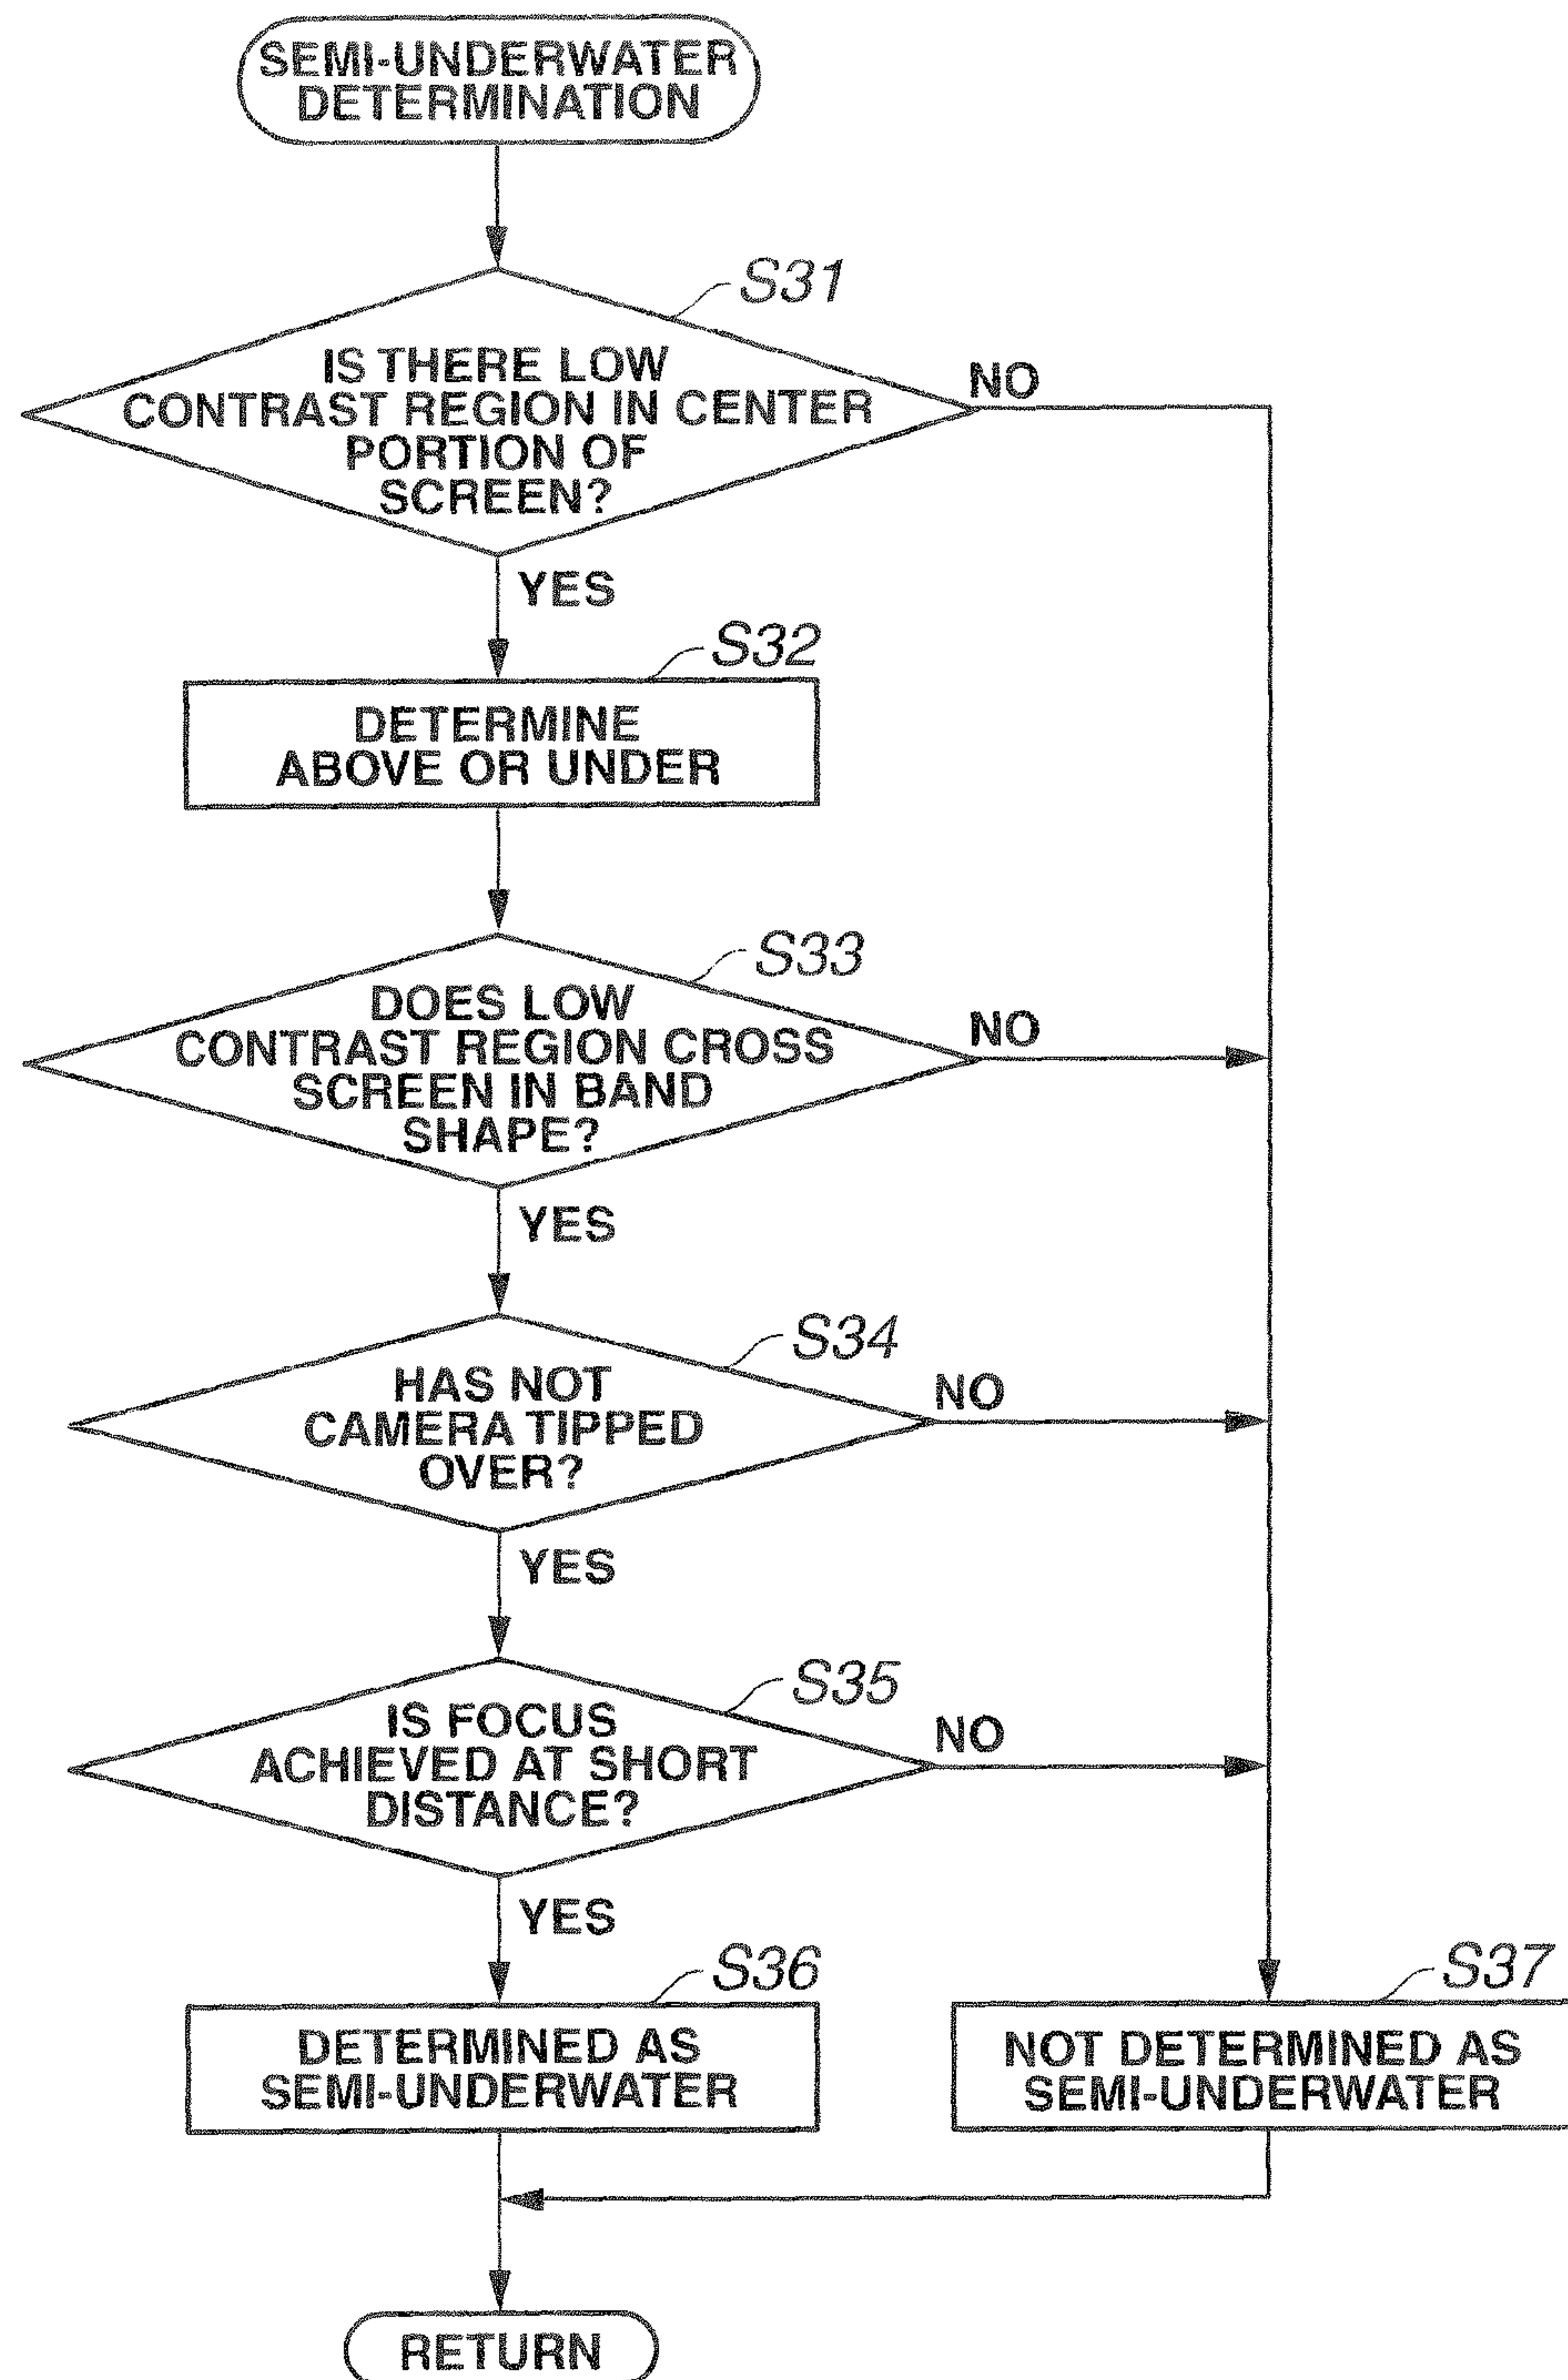 SEMI-UNDERWATER
DETERMINATION
S31
IS THERE LOW
CONTRAST REGION IN CENTER
PORTION OF
SCREEN?
NO
YES
S32
DETERMINE
ABOVE OR UNDER
S33
DOES LOW
CONTRAST REGION CROSS
SCREEN IN BAND
SHAPE?
NO
YES
S34
HAS NOT
CAMERA TIPPED
OVER?
NO
YES
S35
IS FOCUS
ACHIEVED AT SHORT
DISTANCE?
NO
YES
S36
DETERMINED AS
SEMI-UNDERWATER
S37
NOT DETERMINED AS
SEMI-UNDERWATER
RETURN